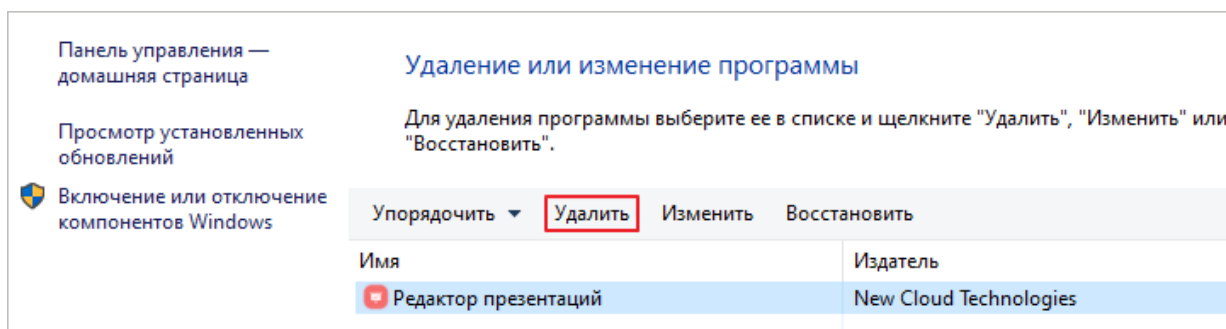 Панель управления —
домашняя страница
Просмотр установленных
обновлений
Включение или отключение
компонентов Windows
Удаление или изменение программы
Для удаления программы выберите ее в списке и щелкните "Удалить", "Изменить" или
"Восстановить".
Упорядочить Удалить Изменить Восстановить
Имя Издатель
Редактор презентаций New Cloud Technologies